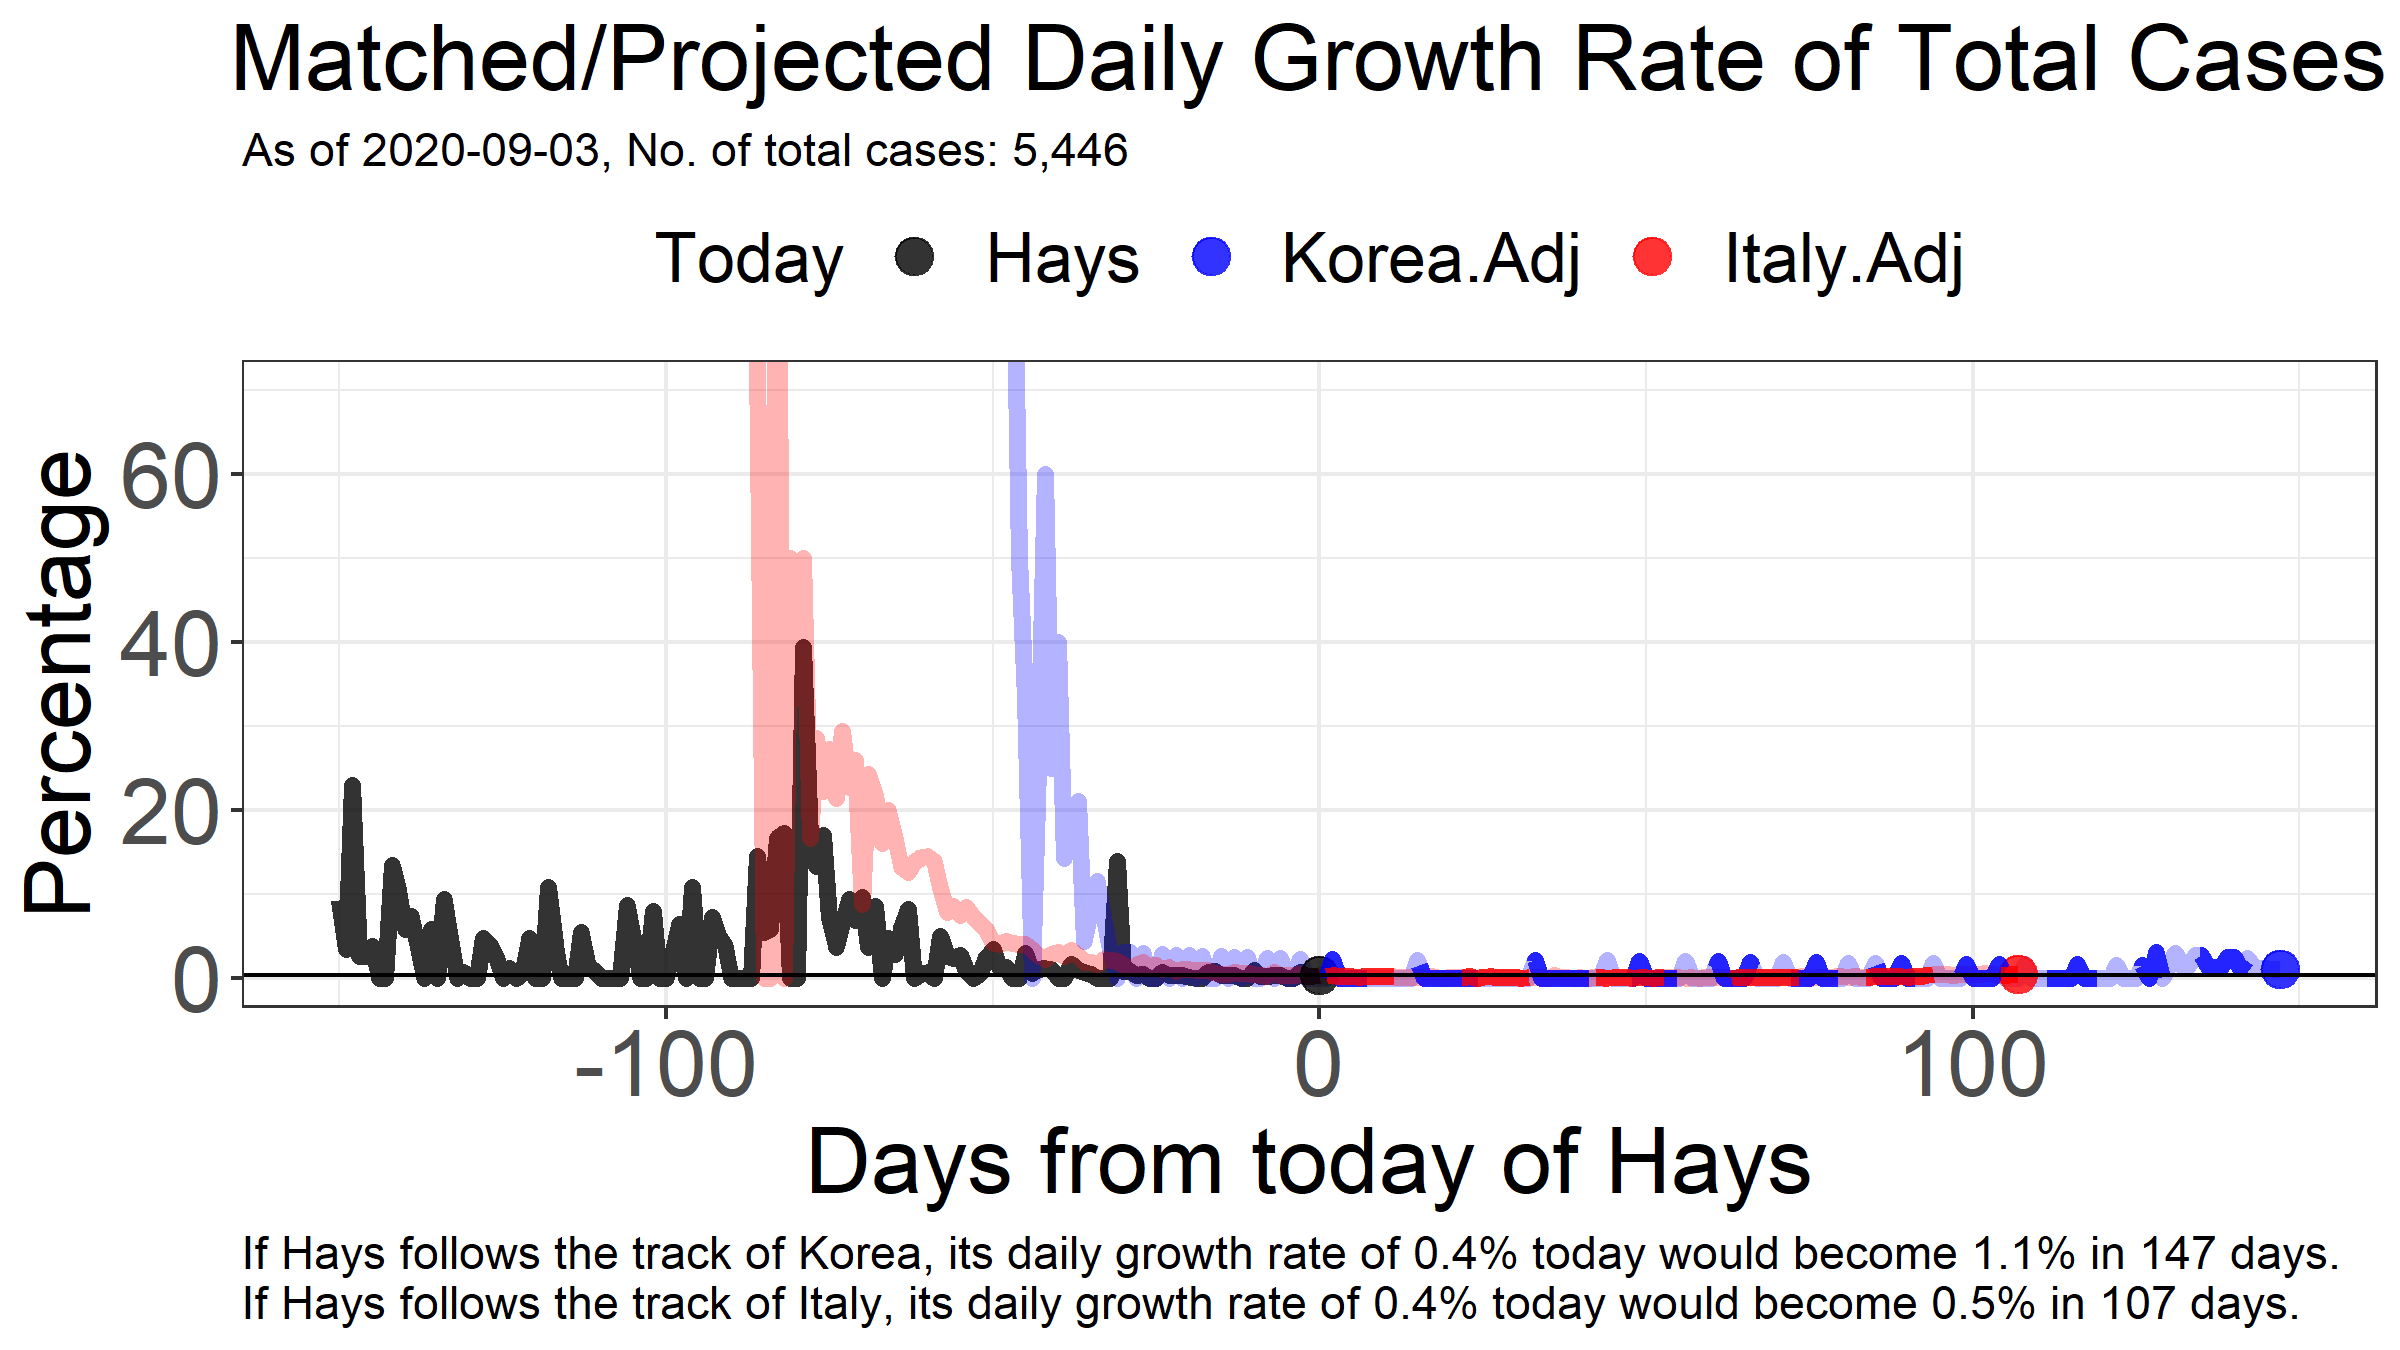 Matched/Projected Daily Growth Rate of Total Cases
As of 2020-09-03, No. of total cases: 5,446
Today Hays Korea.Adj Italy.Adj
Percentage
60
40
20
0
-100 0 100
Days from today of Hays
If Hays follows the track of Korea, its daily growth rate of 0.4% today would become 1.1% in 147 days.
If Hays follows the track of Italy, its daily growth rate of 0.4% today would become 0.5% in 107 days.